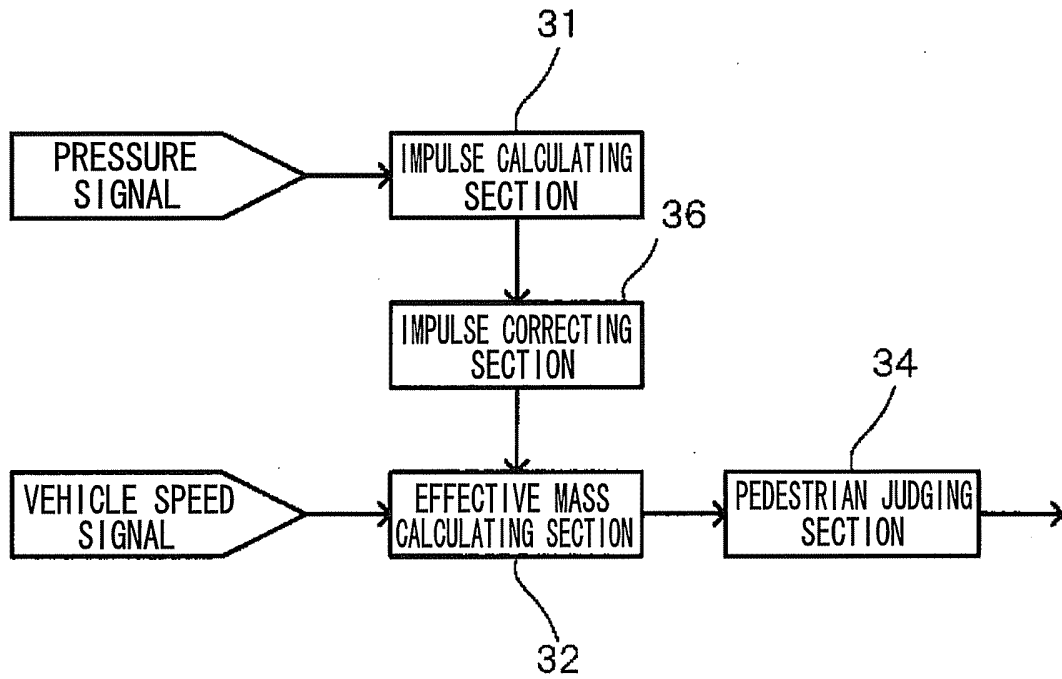 31
PRESSURE
SIGNAL
IMPULSE CALCULATING
SECTION
36
IMPULSE CORRECTING
SECTION
34
VEHICLE SPEED
SIGNAL
EFFECTIVE MASS
CALCULATING SECTION
PEDESTRIAN JUDGING
SECTION
32